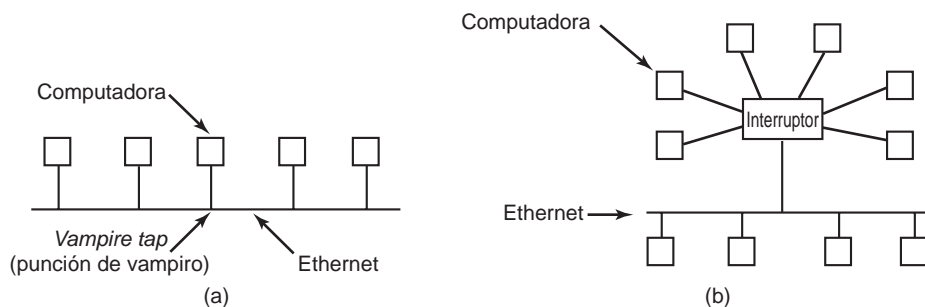 Computadora
Vampire tap
(punción de vampiro)
Ethernet
(a)
Computadora
Interruptor
Ethernet
(b)